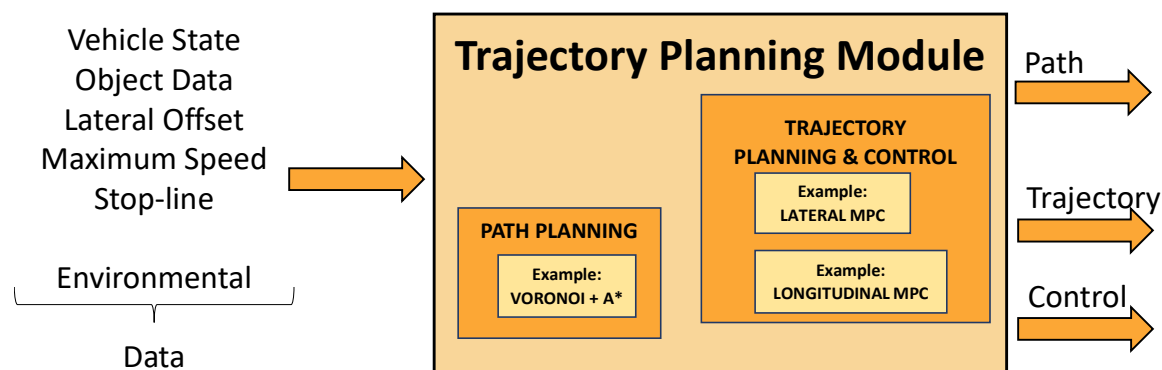 Vehicle State
Object Data
Lateral Offset
Maximum Speed
Stop-line
Environmental
Data
Trajectory Planning Module
PATH PLANNING
Example:
VORONOI + A*
TRAJECTORY
PLANNING & CONTROL
Example:
LATERAL MPC
Example:
LONGITUDINAL MPC
Path
Trajectory
Control